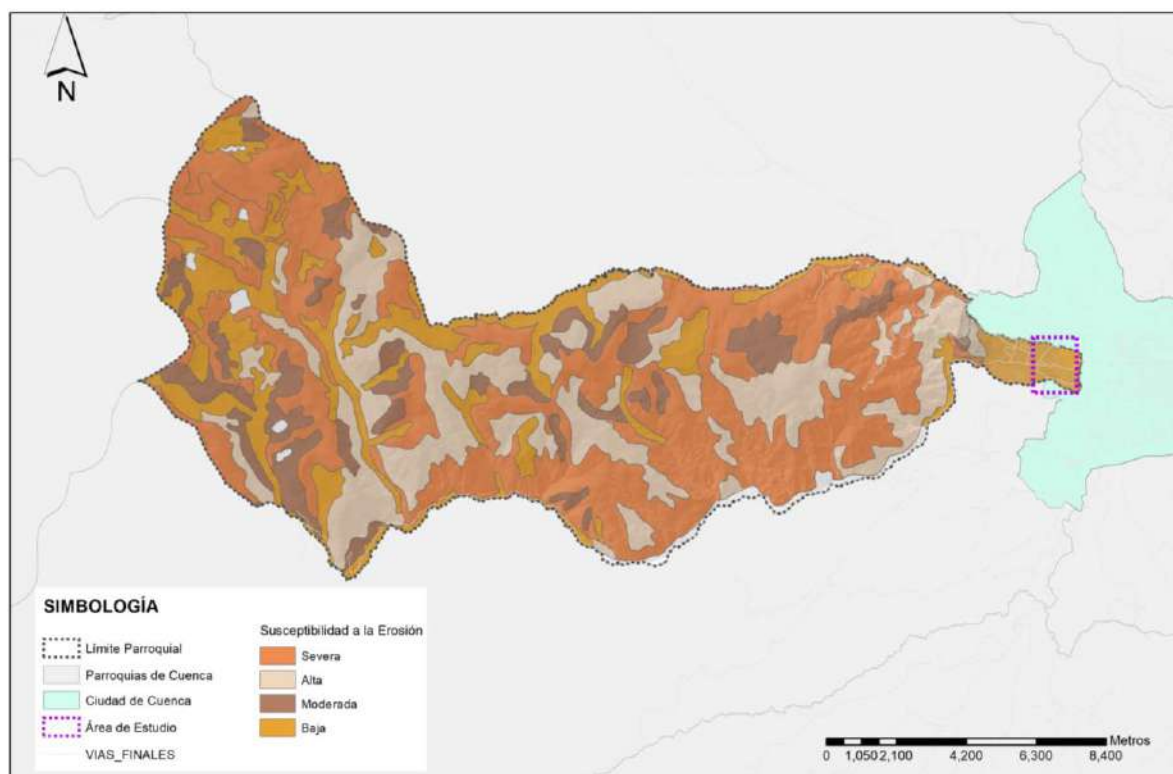 N
SIMBOLOGÍA
Límite Parroquial
Parroquias de Cuenca
Ciudad de Cuenca
Área de Estudio
VIAS_FINALES
Susceptibilidad a la Erosión
Severa
Alta
Moderada
Baja
Metros
0 1,050 2,100 4,200 6,300 8,400